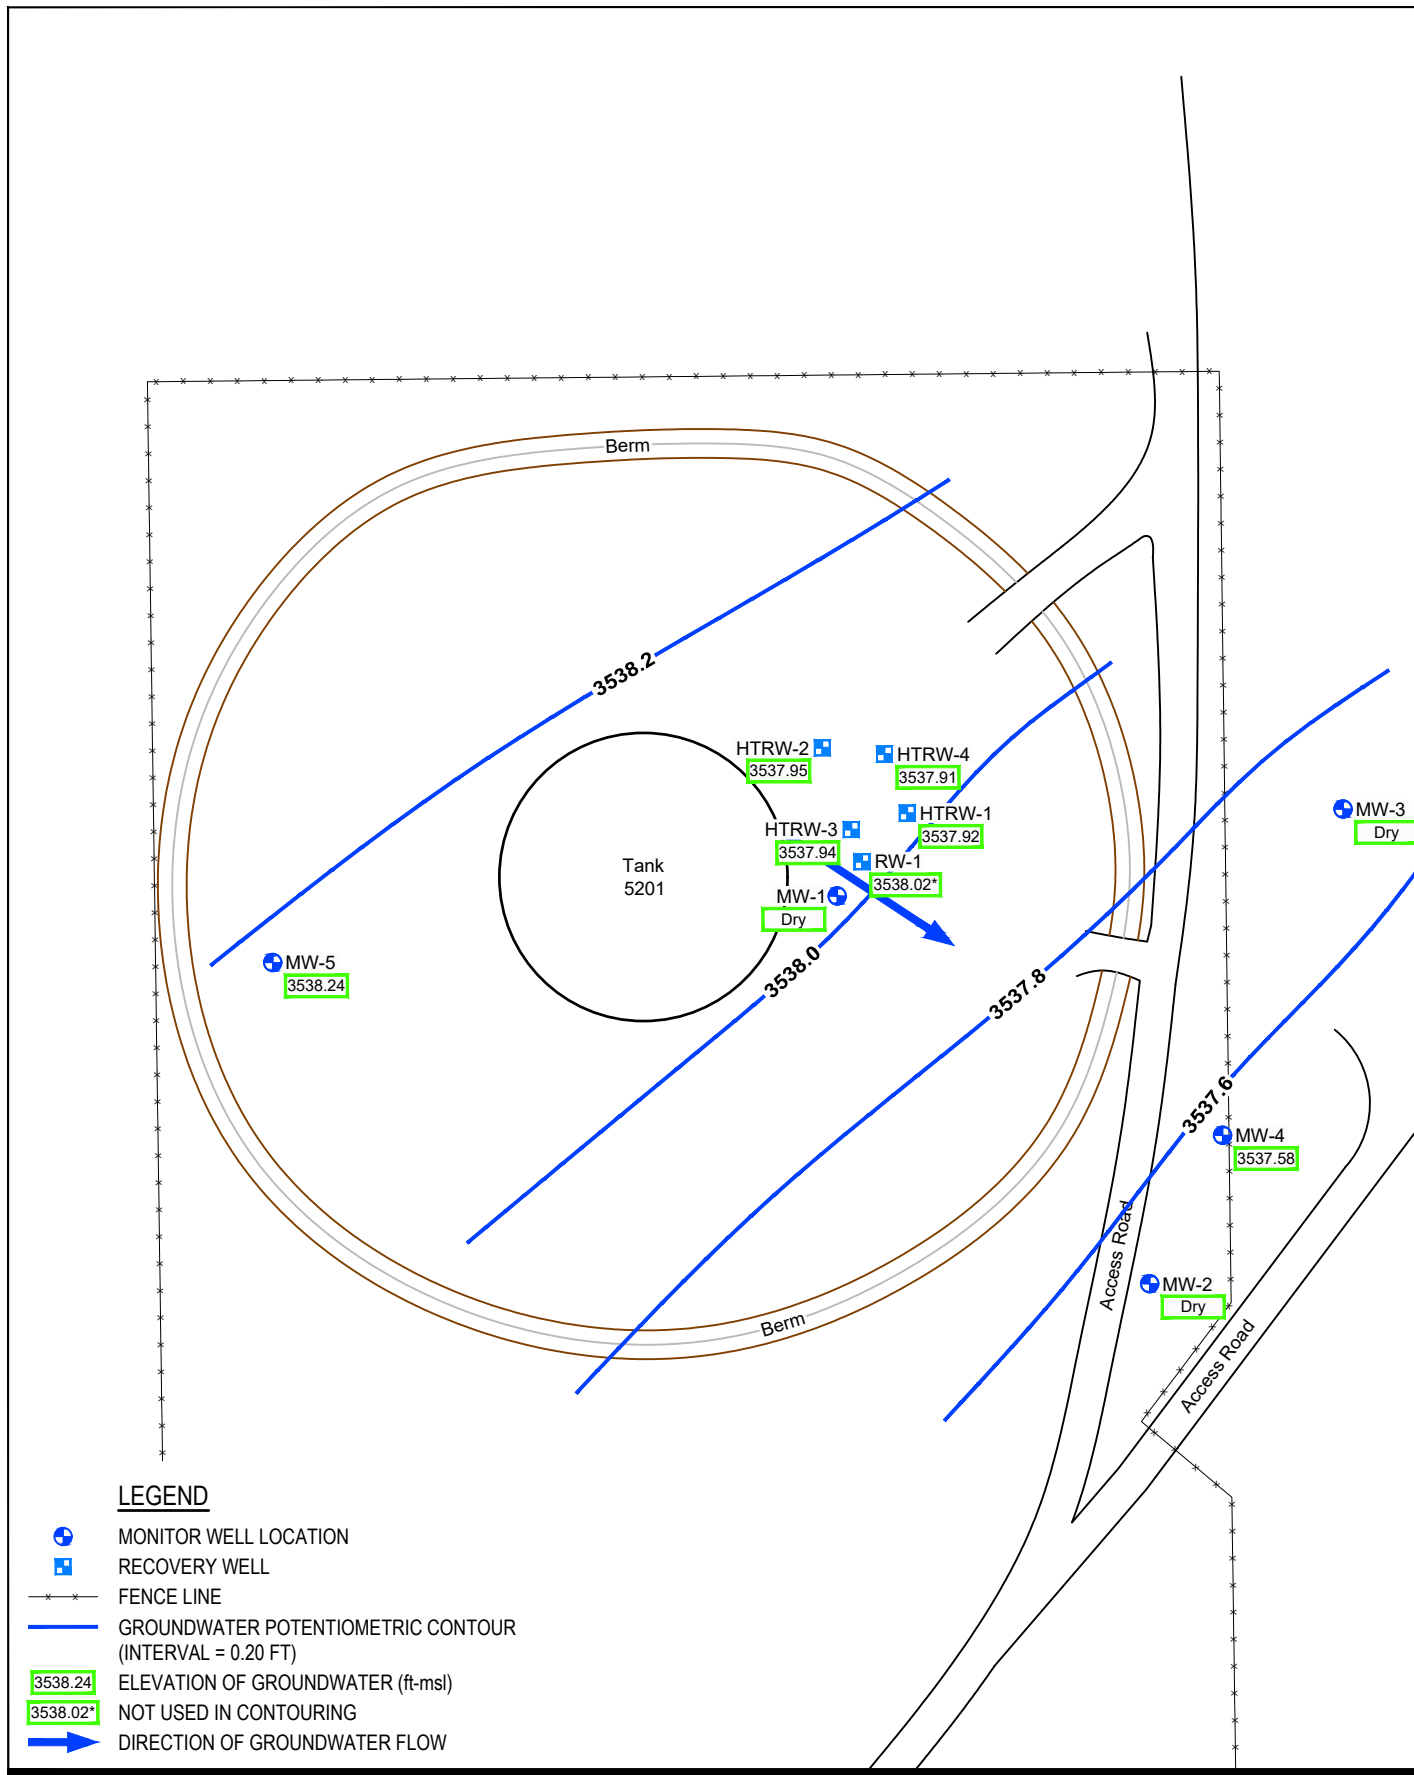 Berm
3538.2
HTRW-2
3537.95
HTRW-4
3537.91
HTRW-1
3537.92
HTRW-3
3537.94
RW-1
3538.02*
MW-1
Dry
MW-3
Dry
Tank
5201
MW-5
3538.24
3538.0
3537.8
3537.6
MW-4
3537.58
Access Road
MW-2
Dry
Berm
Access Road
LEGEND
MONITOR WELL LOCATION
RECOVERY WELL
FENCE LINE
GROUNDWATER POTENTIOMETRIC CONTOUR
(INTERVAL = 0.20 FT)
3538.24 ELEVATION OF GROUNDWATER (ft-msl)
3538.02* NOT USED IN CONTOURING
DIRECTION OF GROUNDWATER FLOW